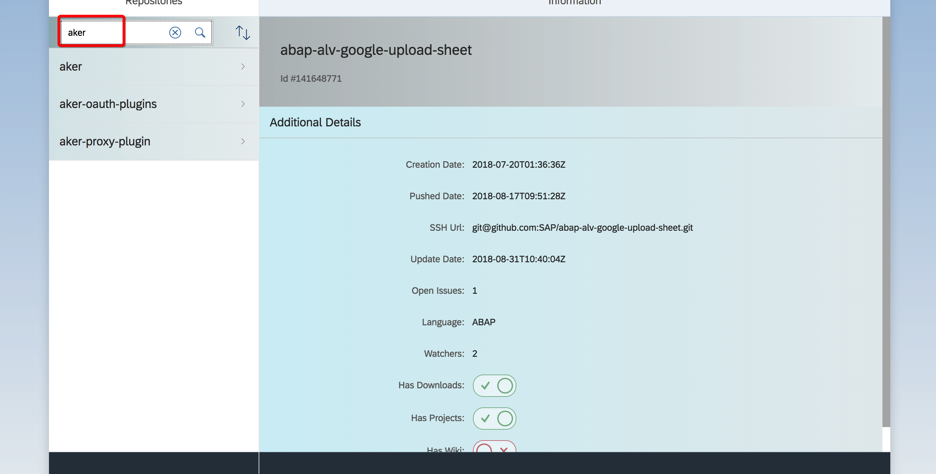 Repositories
Information
aker
aker
aker-oauth-plugins
aker-proxy-plugin
abap-alv-google-upload-sheet
Id #141648771
Additional Details
Creation Date: 2018-07-20T01:36:36Z
Pushed Date: 2018-08-17T09:51:28Z
SSH Url: git@github.com:SAP/abap-alv-google-upload-sheet.git
Update Date: 2018-08-31T10:40:04Z
Open Issues: 1
Language: ABAP
Watchers: 2
Has Downloads:
Has Projects:
Has Wiki: